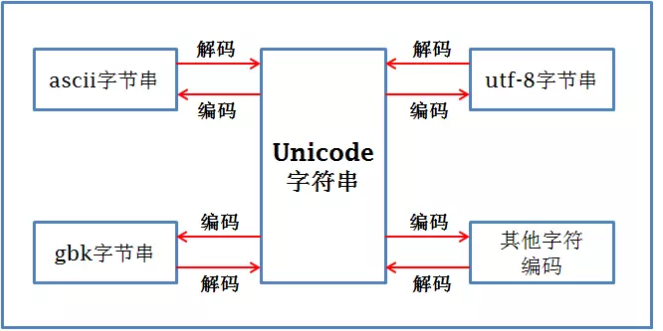 解码
解码
ascii字节串
utf-8字节串
编码
编码
Unicode
字符串
编码
编码
gbk字节串
其他字符
编码
解码
解码